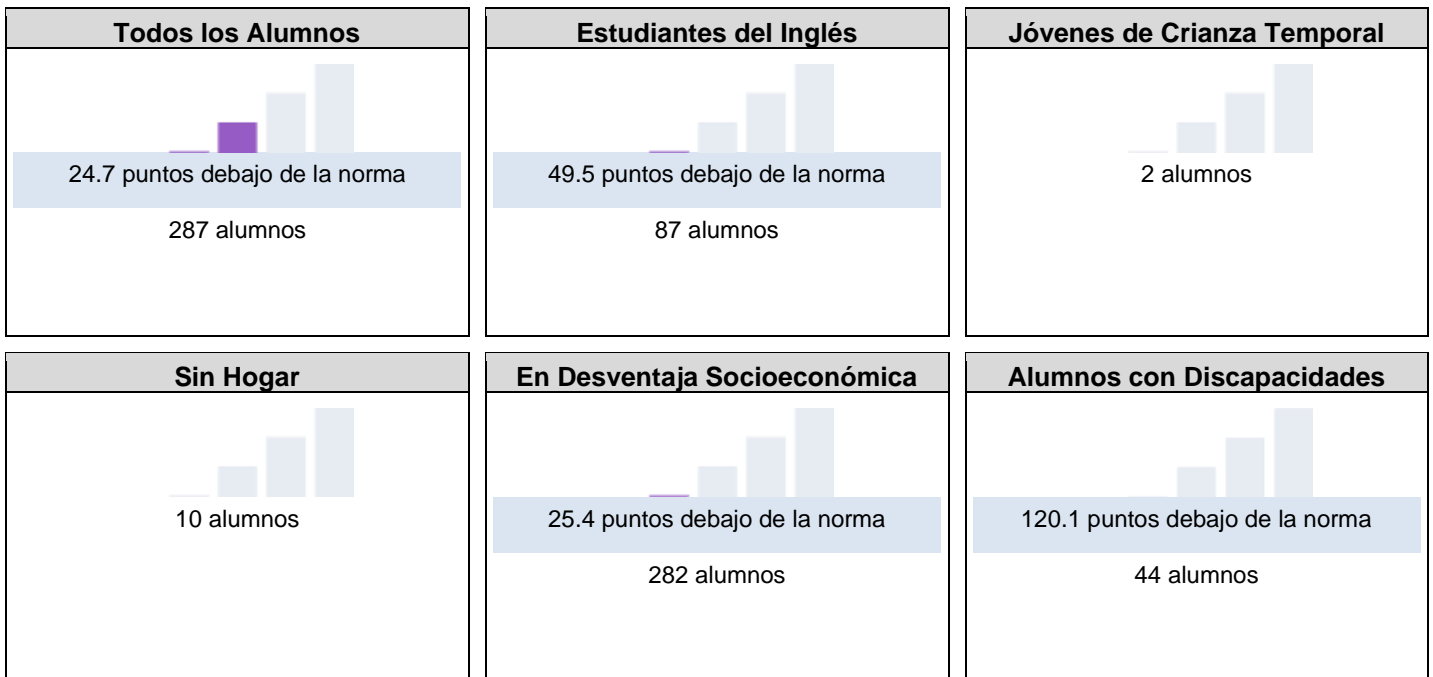 Todos los Alumnos
24.7 puntos debajo de la norma
287 alumnos
Estudiantes del Inglés
49.5 puntos debajo de la norma
87 alumnos
Jóvenes de Crianza Temporal
2 alumnos
Sin Hogar
10 alumnos
En Desventaja Socioeconómica
25.4 puntos debajo de la norma
282 alumnos
Alumnos con Discapacidades
120.1 puntos debajo de la norma
44 alumnos